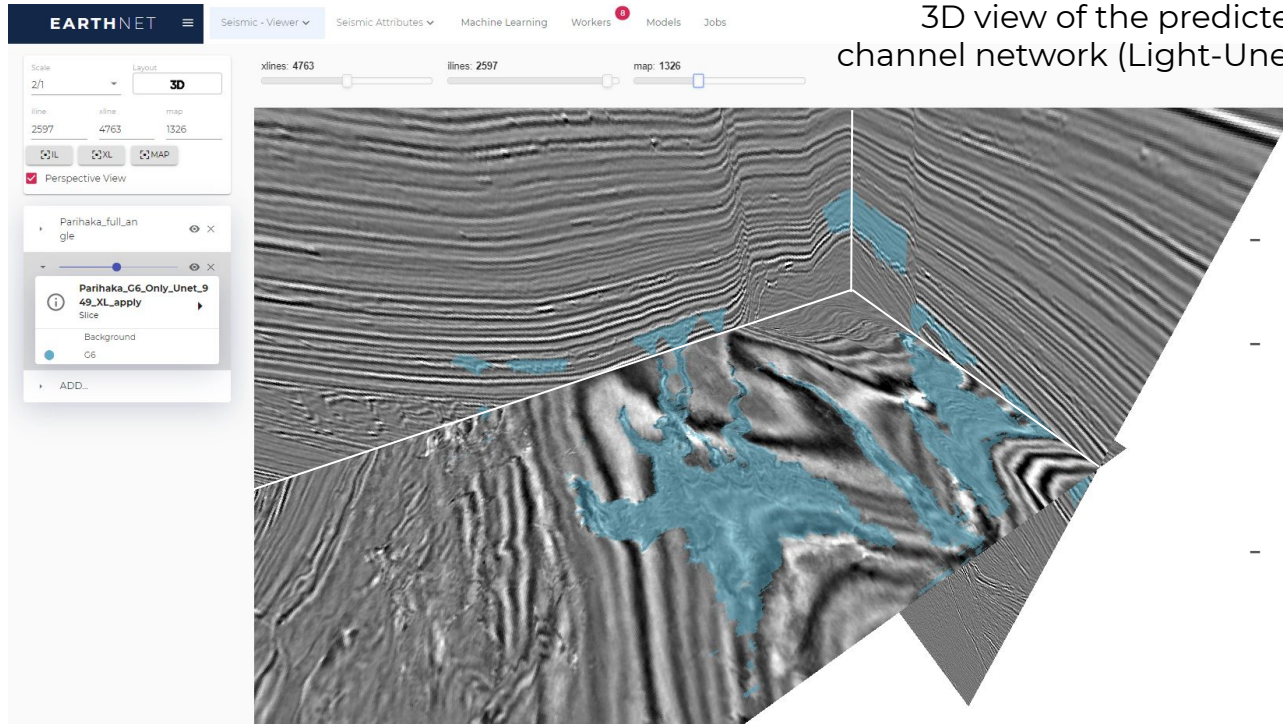 3D view of the predicte
channel network (Light-Une
EARTHNET
Seismic - Viewer
Seismic Attributes
Machine Learning
Workers
8
Models
Jobs
Scale
2/1
Layout
3D
iline
xline
map
2597
4763
1326
IL
XL
MAP
Perspective View
xlines: 4763
ilines: 2597
map: 1326
Parihaka_full_an
gle
Parihaka_G6_Only_Unet_9
49_XL_apply
Slice
Background
G6
ADD...